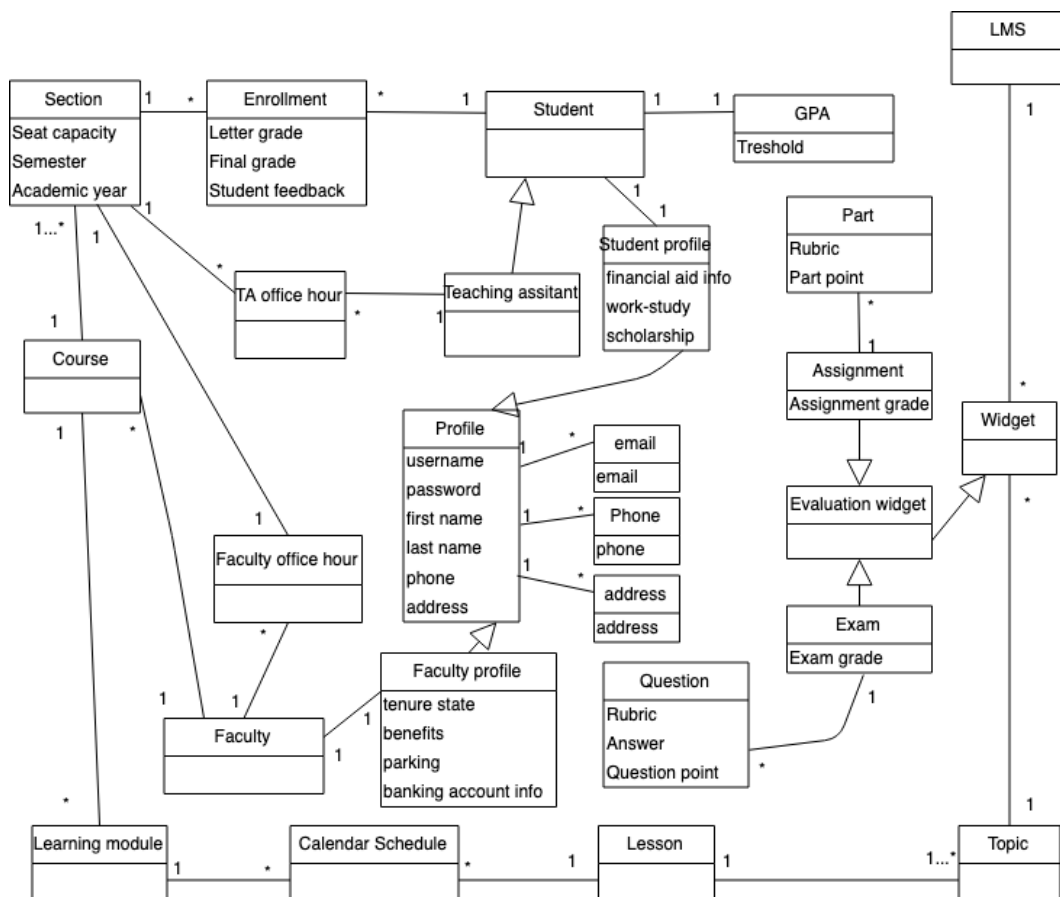 LMS
1
*
Section
Seat capacity
Semester
Academic year
1
*
Enrollment
Letter grade
Final grade
Student feedback
*
1
Student
1
1
GPA
Treshold
1...*
1
1
*
TA office hour
*
1
Teaching assitant
1
1
Student profile
financial aid info
work-study
scholarship
Part
Rubric
Part point
*
1
Assignment
Assignment grade
Widget
*
1
Course
1
*
Profile
username
password
first name
last name
phone
address
1
*
email
email
1
*
Phone
phone
1
*
address
address
Evaluation widget
1
Faculty office hour
*
Exam
Exam grade
1
Question
Rubric
Answer
Question point
*
Faculty profile
tenure state
benefits
parking
banking account info
1
1
1
1
Faculty
*
Learning module
1
*
Calendar Schedule
*
1
Lesson
1
1...*
1
Topic